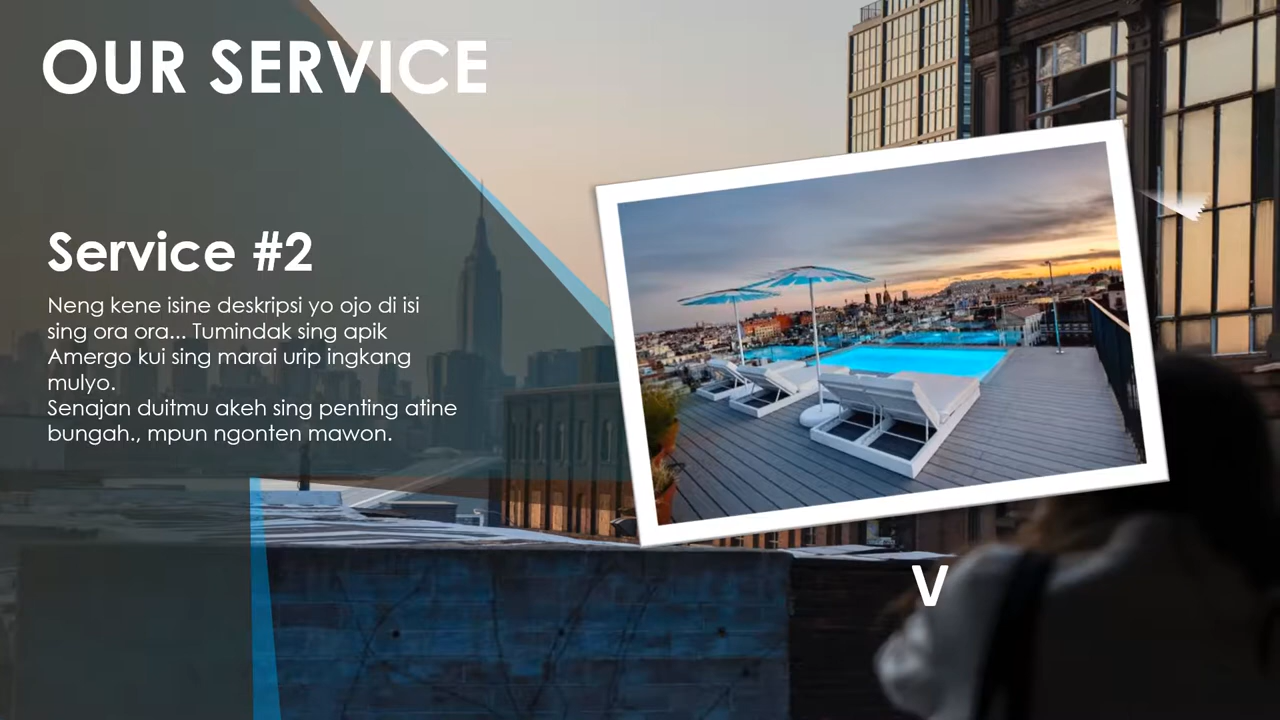 OUR SERVICE
Service #2
Neng kene isine deskripsi yo ojo di isi
sing ora ora... Tumindak sing apik
Amergo kui sing marai urip ingkang
mulyo.
Senajan duitmu akeh sing penting atine
bungah., mpun ngonten mawon.
V